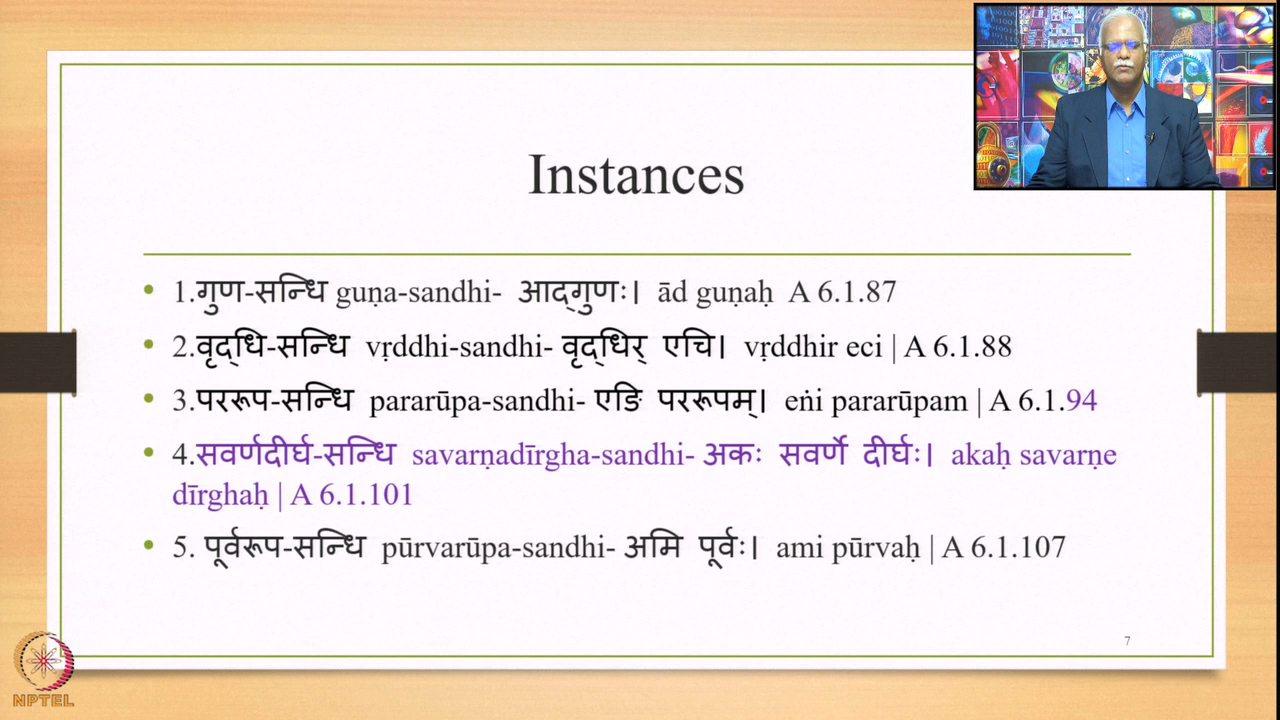 Instances
• 1.गुण-सन्धि guṇa-sandhi- आद्‌गुणः। ād guṇaḥ A 6.1.87
• 2.वृद्‌धि-सन्धि vṛddhi-sandhi- वृद्‌धिर् एचि। vṛddhir eci | A 6.1.88
• 3.पररूप-सन्धि pararūpa-sandhi- एङि पररूपम्। eṅi pararūpam | A 6.1.94
• 4.सवर्णदीर्घ-सन्धि savarṇadīrgha-sandhi- अकः सवर्णे दीर्घः। akaḥ savarṇe
dīrghaḥ | A 6.1.101
• 5. पूर्वरूप-सन्धि pūrvarūpa-sandhi- अमि पूर्वः। ami pūrvaḥ | A 6.1.107
7
NPTEL